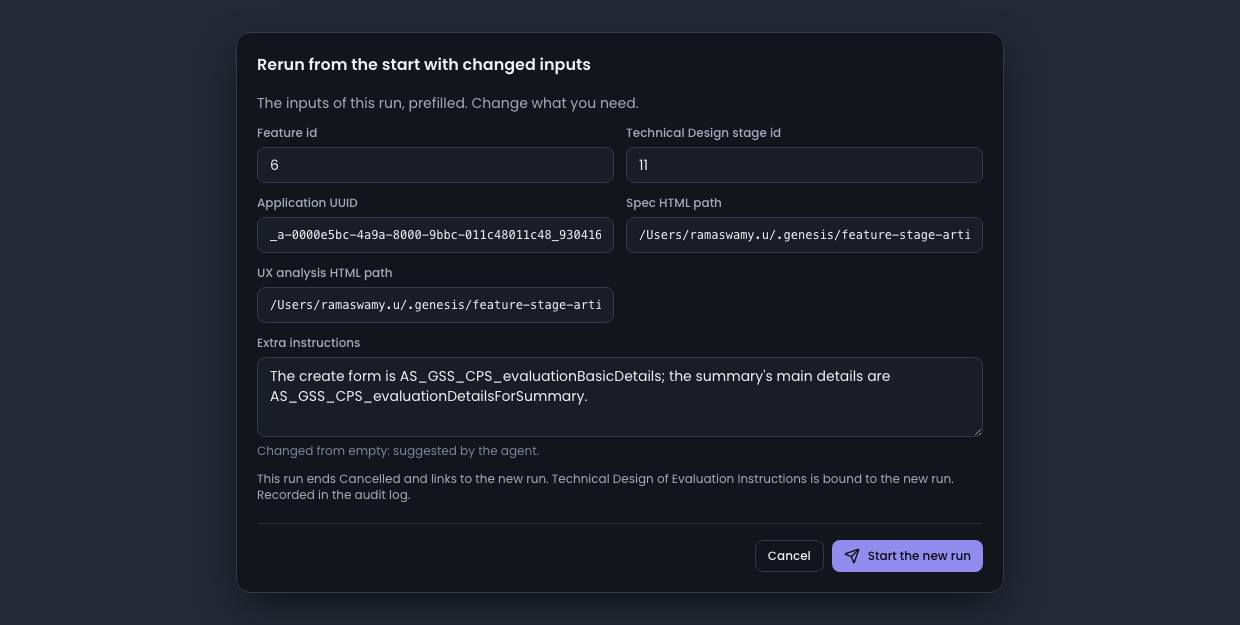 Rerun from the start with changed inputs
The inputs of this run, prefilled. Change what you need.
Feature id
Technical Design stage id
6
11
Application UUID
Spec HTML path
_a-0000e5bc-4a9a-8000-9bbc-011c48011c48_930416
/Users/ramaswamy.u/.genesis/feature-stage-arti
UX analysis HTML path
/Users/ramaswamy.u/.genesis/feature-stage-arti
Extra instructions
The create form is AS_GSS_CPS_evaluationBasicDetails; the summary's main details are
AS_GSS_CPS_evaluationDetailsForSummary.
Changed from empty: suggested by the agent.
This run ends Cancelled and links to the new run. Technical Design of Evaluation Instructions is bound to the new run.
Recorded in the audit log.
Cancel
Start the new run